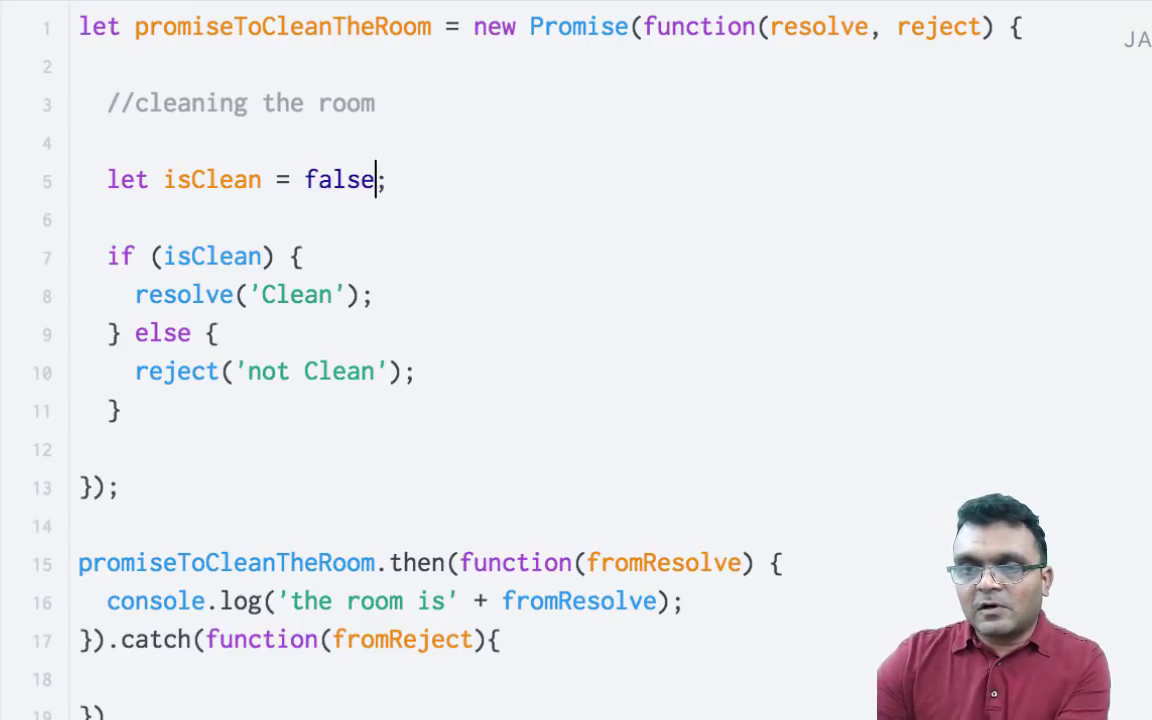 1 let promiseToCleanTheRoom = new Promise(function(resolve, reject) {
JA
2
3 //cleaning the room
4
5 let isClean = false;
6
7 if (isClean) {
8 resolve('Clean');
9 } else {
10 reject('not Clean');
11 }
12
13 });
14
15 promiseToCleanTheRoom.then(function(fromResolve) {
16 console.log('the room is' + fromResolve);
17 }).catch(function(fromReject){
18
19 })